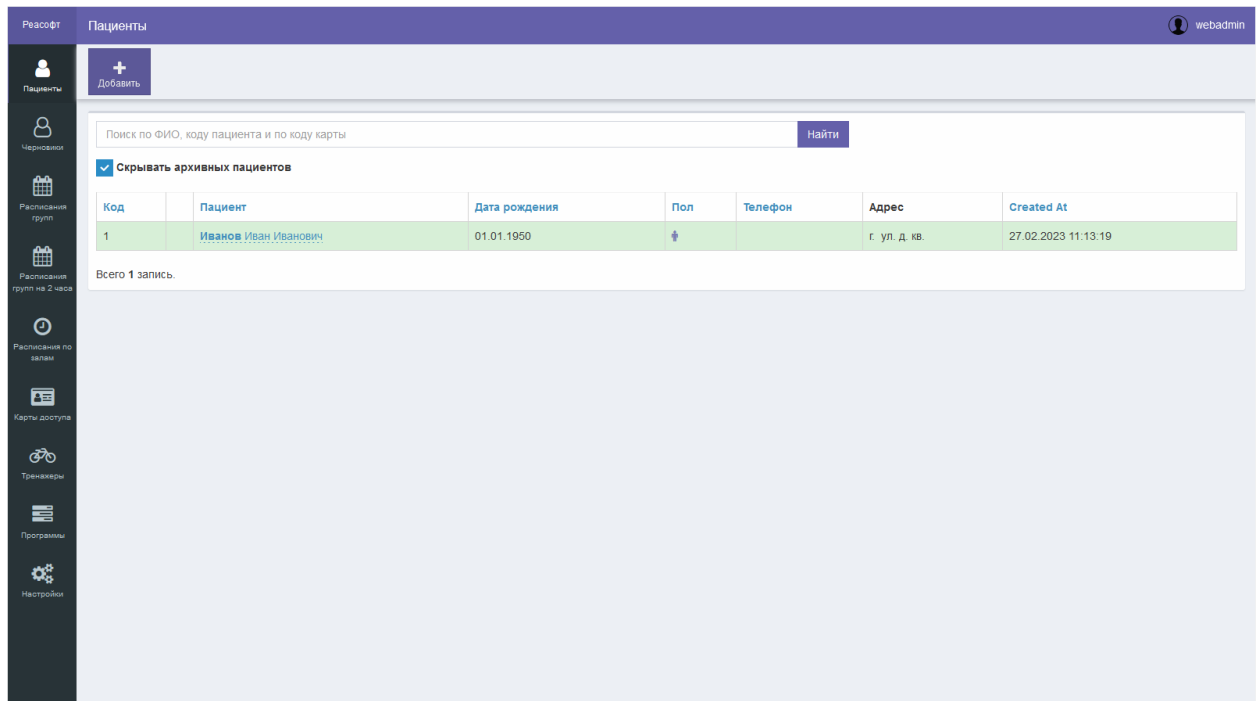 Реасофт
Пациенты
webadmin
Пациенты
Добавить
Черновики
Расписания
групп
Расписания
групп на 2 часа
Расписания по
залам
Карты доступа
Тренажеры
Программы
Настройки
Поиск по ФИО, коду пациента и по коду карты
Найти
Скрывать архивных пациентов
Код Пациент Дата рождения Пол Телефон Адрес Created At
1 Иванов Иван Иванович 01.01.1950 г. ул. д. кв. 27.02.2023 11:13:19
Всего 1 запись.